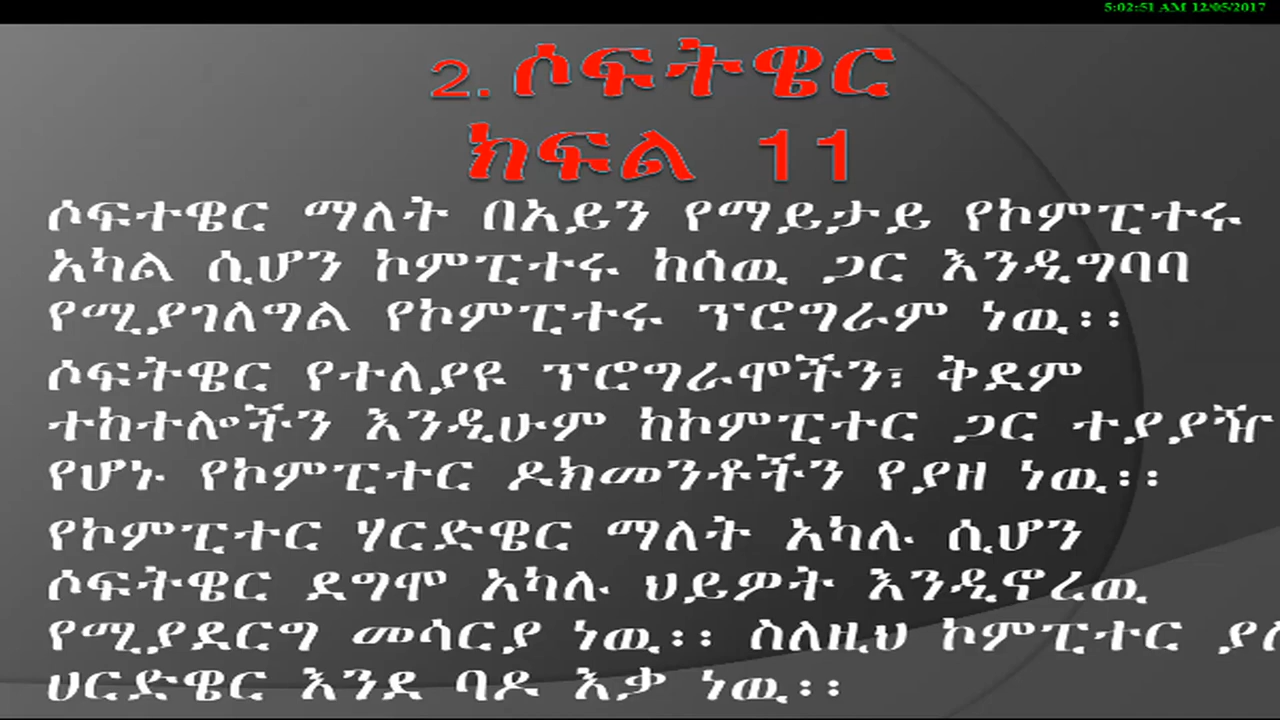 5:02:51 AM 12/05/2017
2. ሶፍትዌር
ክፍል 11
ሶፍተዌር ማለት በአይን የማይታይ የኮምፒተሩ
አካል ሲሆን ኮምፒተሩ ከሰዉ ጋር እንዲግባባ
የሚያገለግል የኮምፒተሩ ፕሮግራም ነዉ፡፡
ሶፍትዌር የተለያዩ ፕሮግራሞችን፣ ቅደም
ተከተሎችን እንዲሁም ከኮምፒተር ጋር ተያያዥ
የሆኑ የኮምፒተር ዶክመንቶችን የያዘ ነዉ፡፡
የኮምፒተር ሃርድዌር ማለት አካሉ ሲሆን
ሶፍትዌር ደግሞ አካሉ ህይዎት እንዲኖረዉ
የሚያደርግ መሳርያ ነዉ፡፡ ስለዚህ ኮምፒተር
ሀርድዌር እንደ ባዶ እቃ ነዉ፡፡